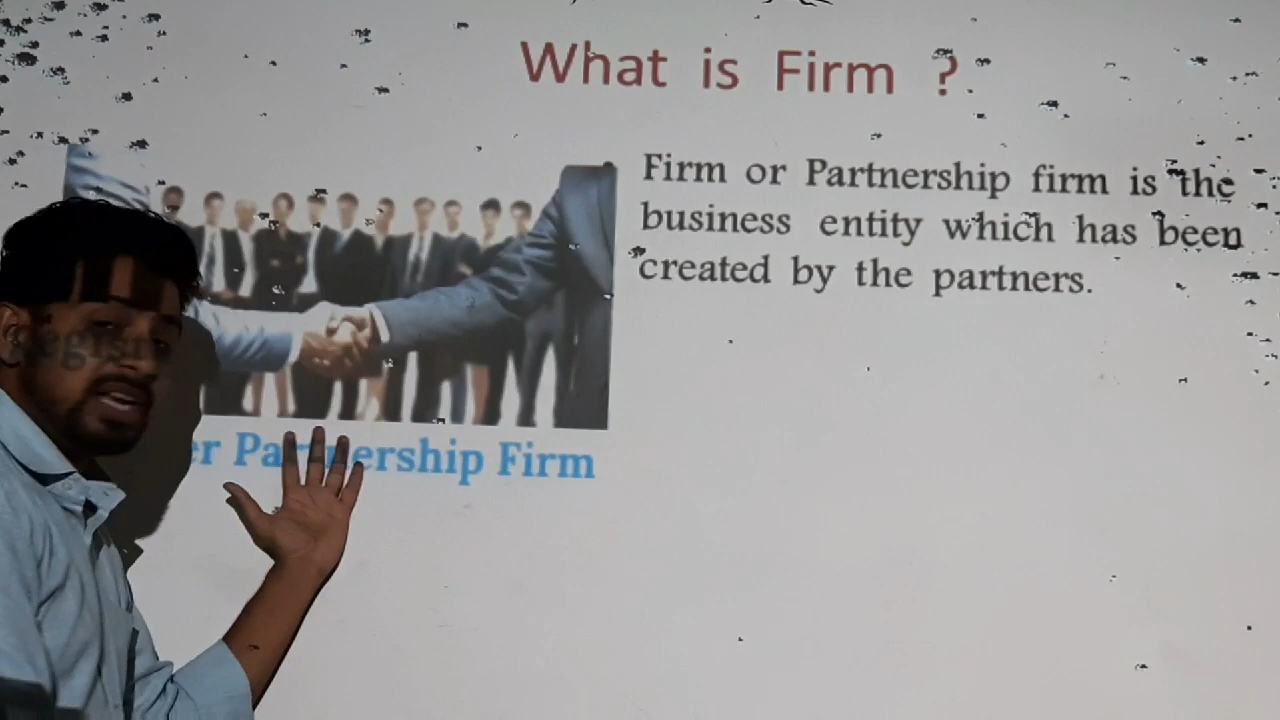 What is Firm ?
Firm or Partnership firm is the
business entity which has been
created by the partners.
Partnership Firm